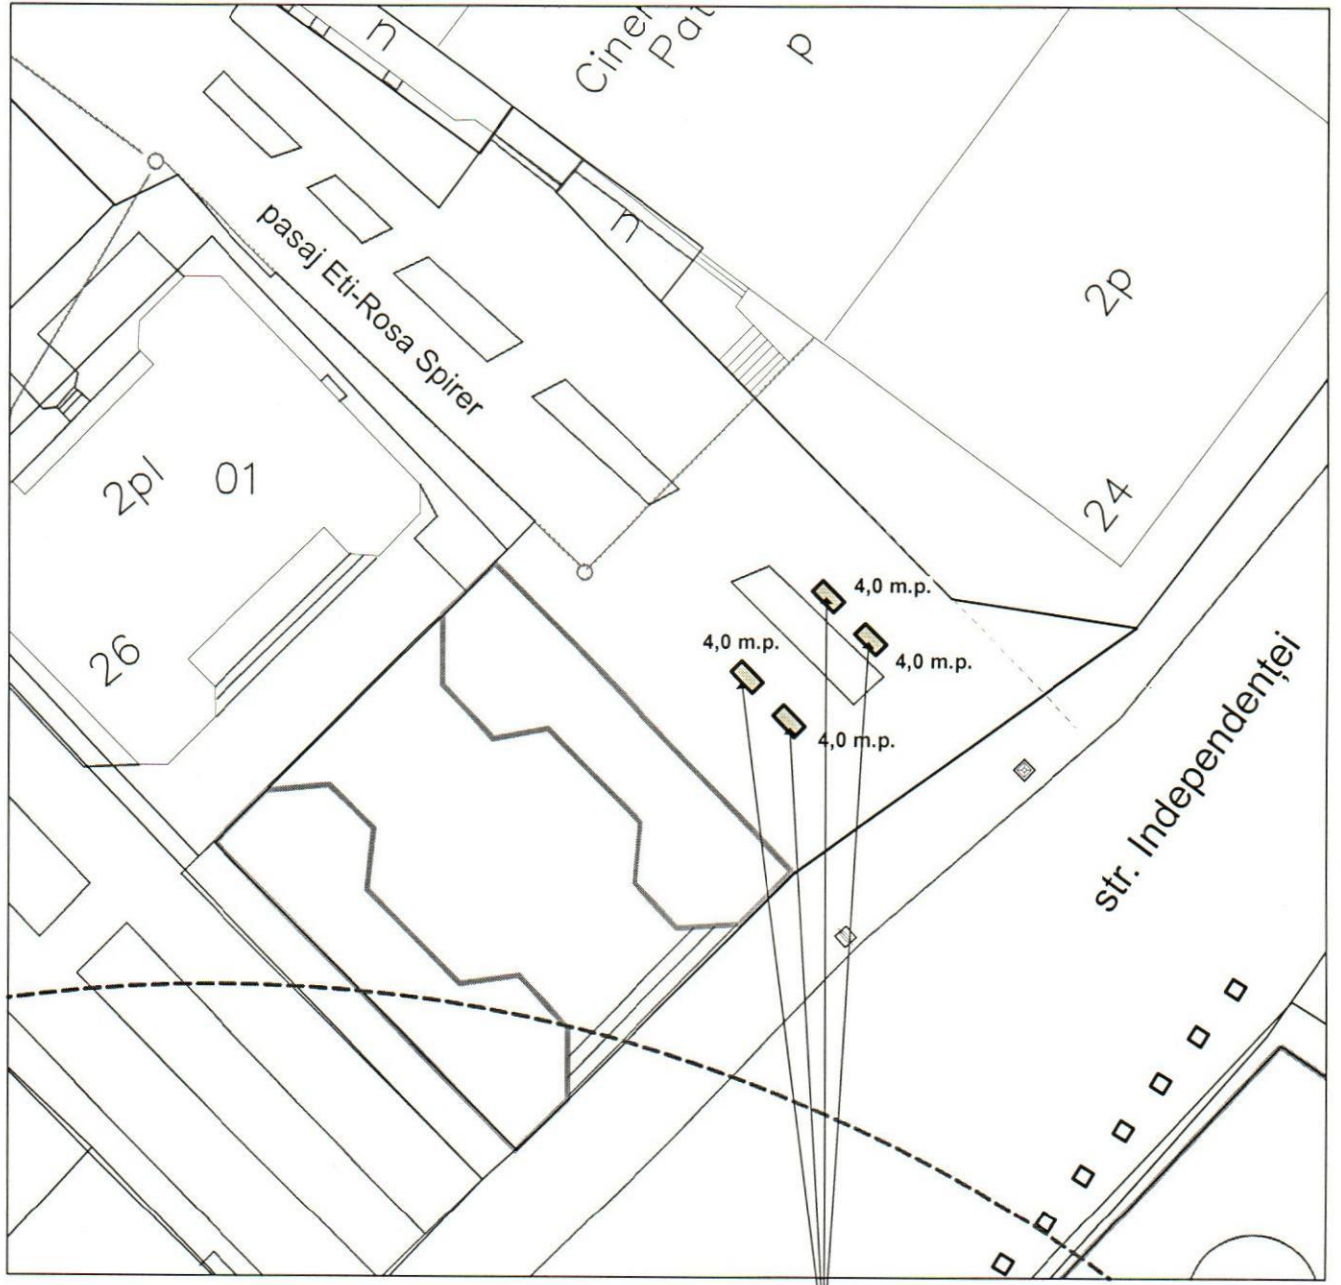 n
Ciner
Pat
p
n
pasaj Eti-Rosa Spirer
2p
2pl
01
24
26
4,0 m.p.
4,0 m.p.
4,0 m.p.
4,0 m.p.
str. Independenței